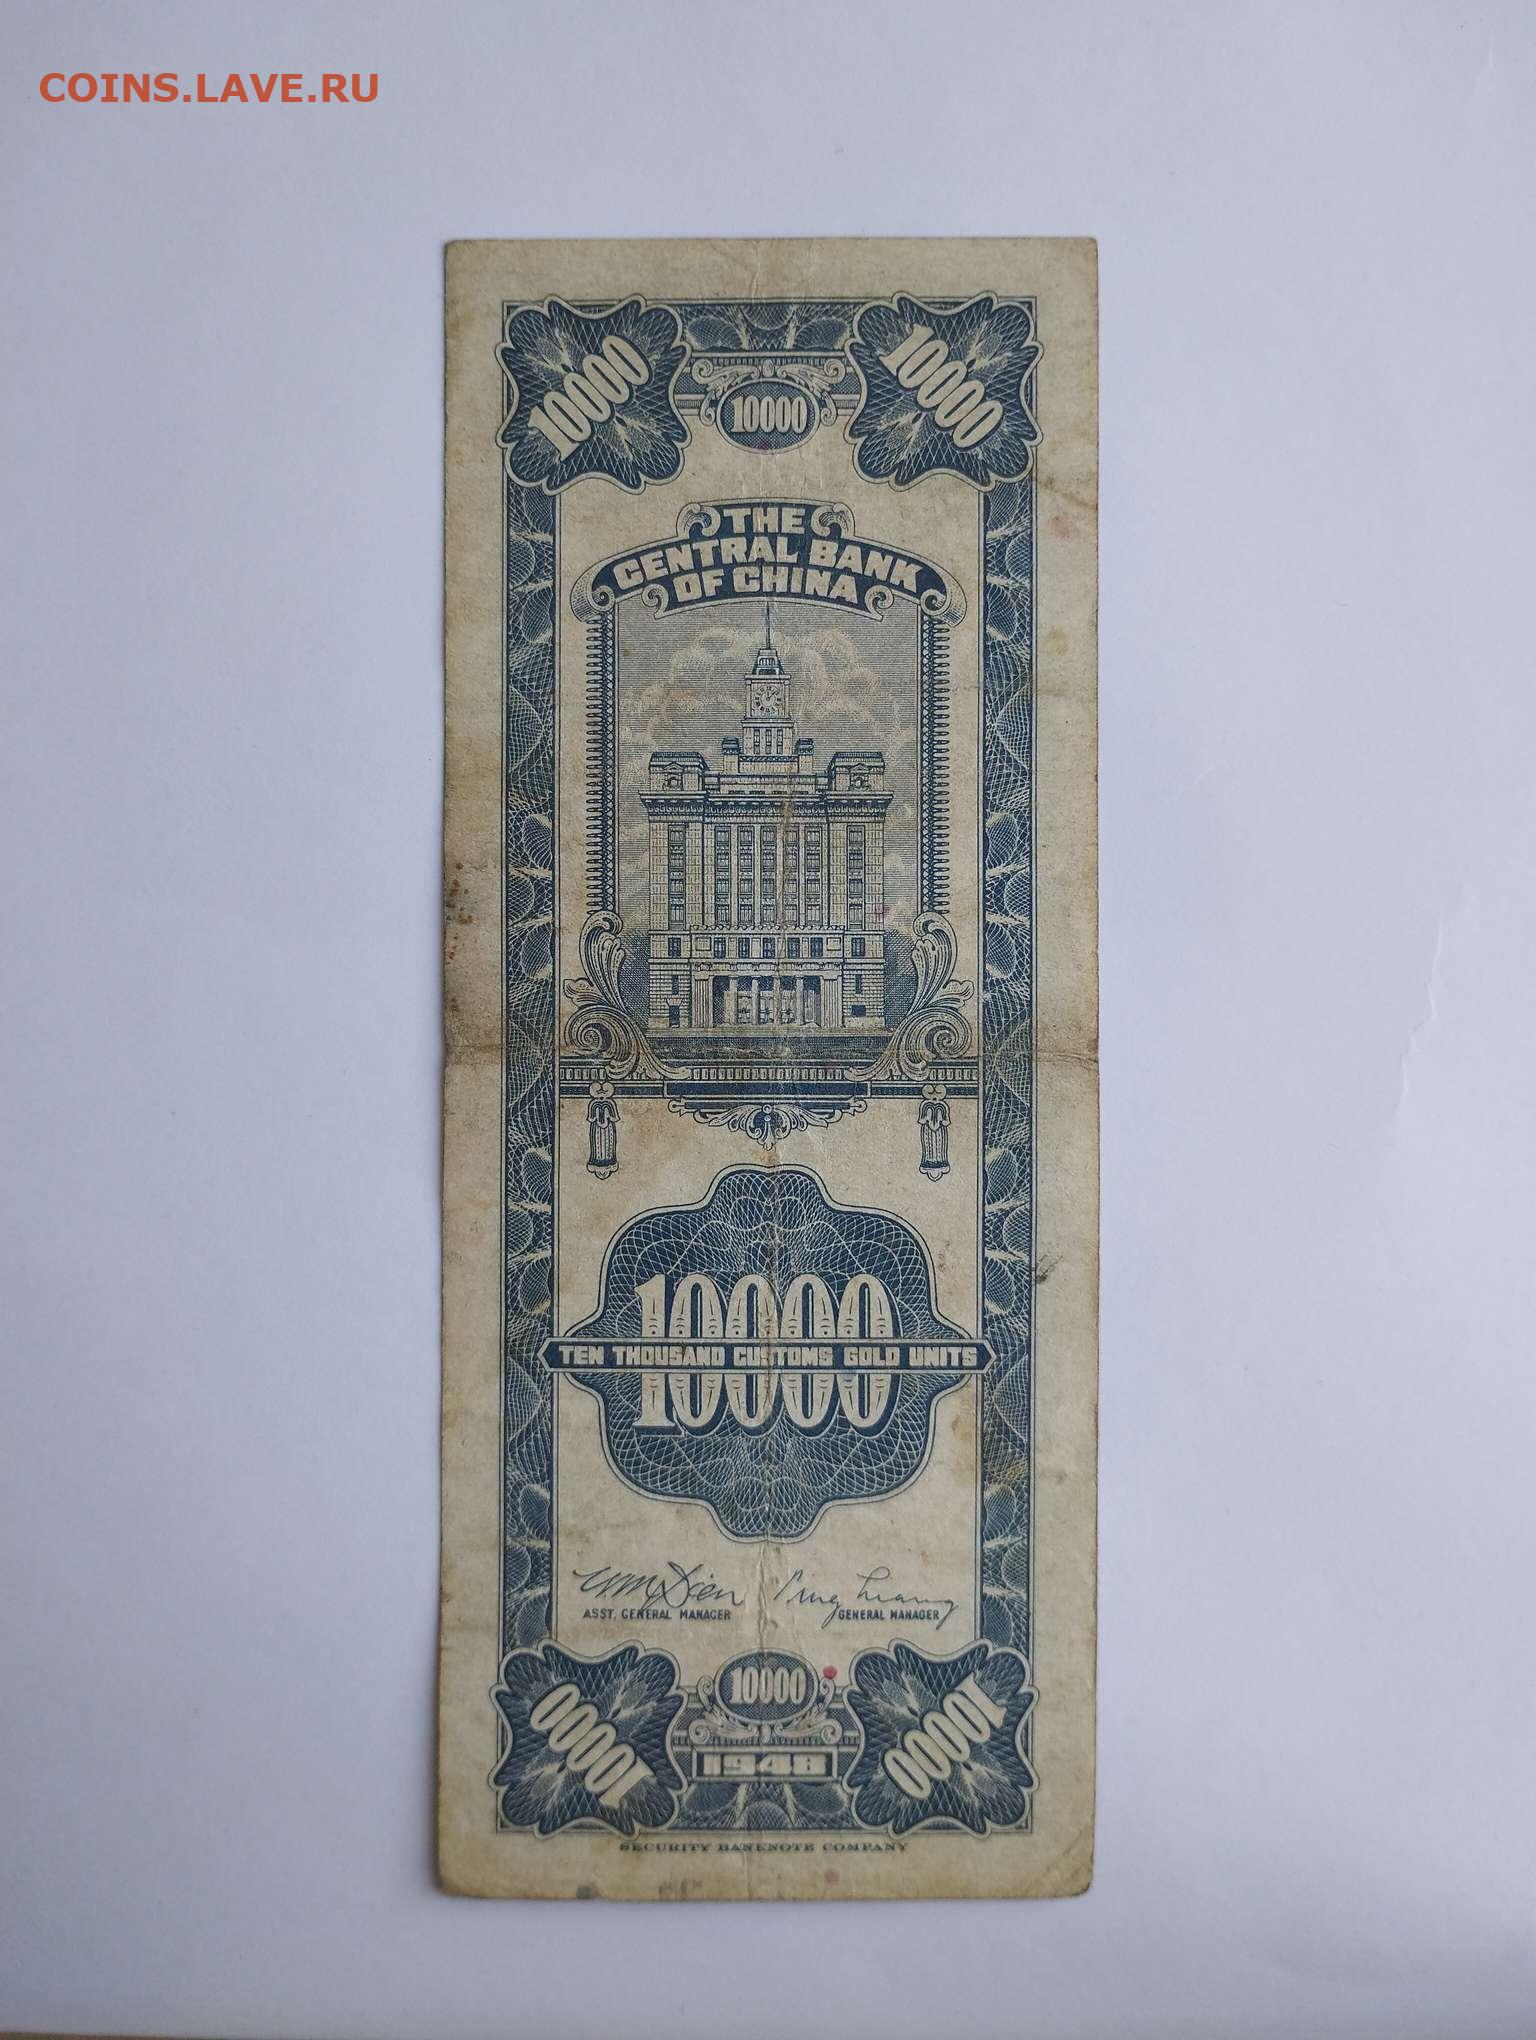 COINS.LAVE.RU
10000 10000
10000
THE
CENTRAL BANK
OF CHINA
10000
TEN THOUSAND CUSTOMS GOLD UNITS
ASST. GENERAL MANAGER GENERAL MANAGER
10000
10000 10000
1948
SECURITY BANKNOTE COMPANY